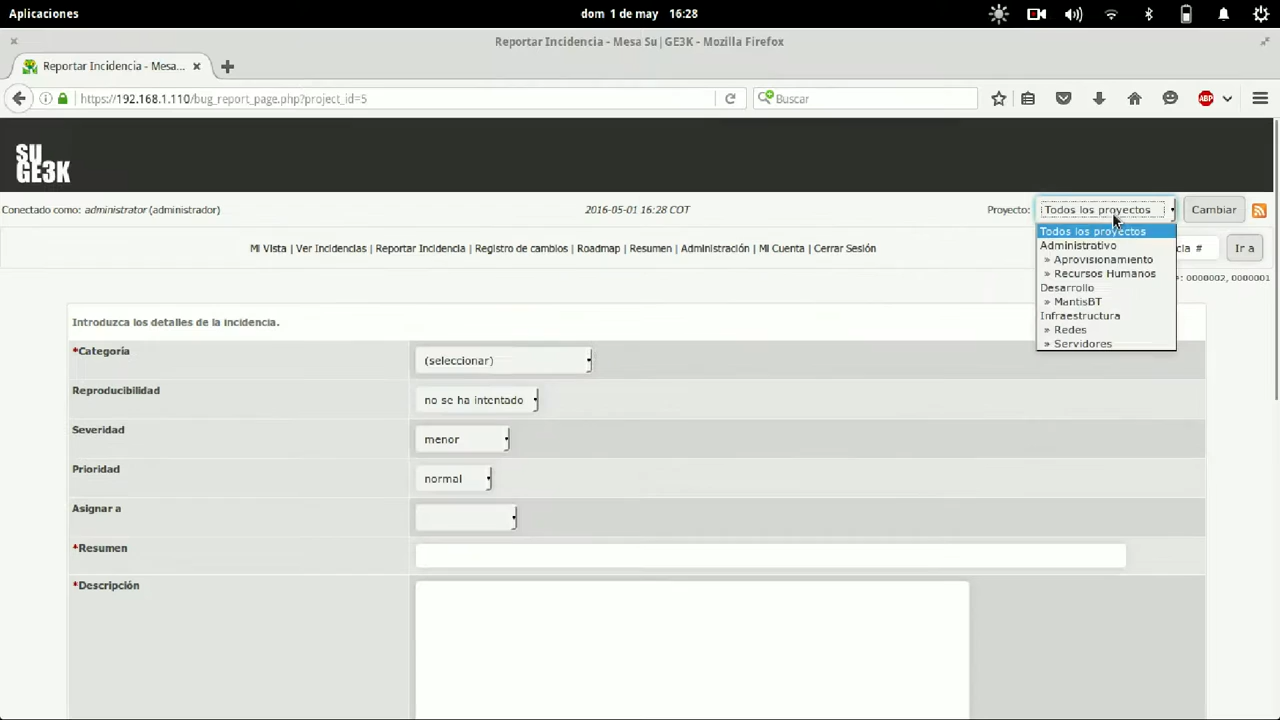 Aplicaciones
dom 1 de may 16:28
Reportar Incidencia - Mesa Su|GE3K - Mozilla Firefox
Reportar Incidencia - Mesa...
https://192.168.1.110/bug_report_page.php?project_id=5
Buscar
ABP
SU
GE3K
Conectado como: administrator (administrador)
2016-05-01 16:28 COT
Proyecto:
Todos los proyectos
Cambiar
Mi Vista | Ver Incidencias | Reportar Incidencia | Registro de cambios | Roadmap | Resumen | Administración | Mi Cuenta | Cerrar Sesión
cia #
Ir a
Todos los proyectos
Administrativo
» Aprovisionamiento
» Recursos Humanos
Desarrollo
» MantisBT
Infraestructura
» Redes
» Servidores
#: 0000002, 0000001
Introduzca los detalles de la incidencia.
*Categoría
(seleccionar)
Reproducibilidad
no se ha intentado
Severidad
menor
Prioridad
normal
Asignar a
*Resumen
*Descripción